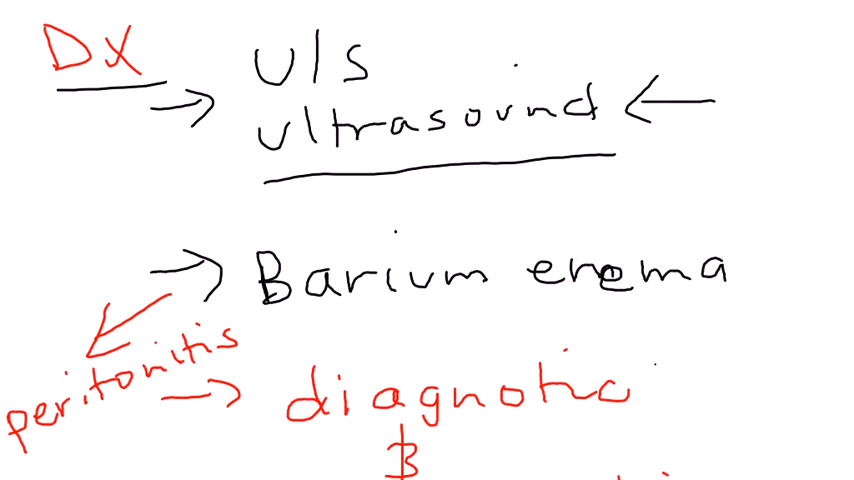 DX
U/s
ultrasound
Barium enema
peritonitis
diagnotic